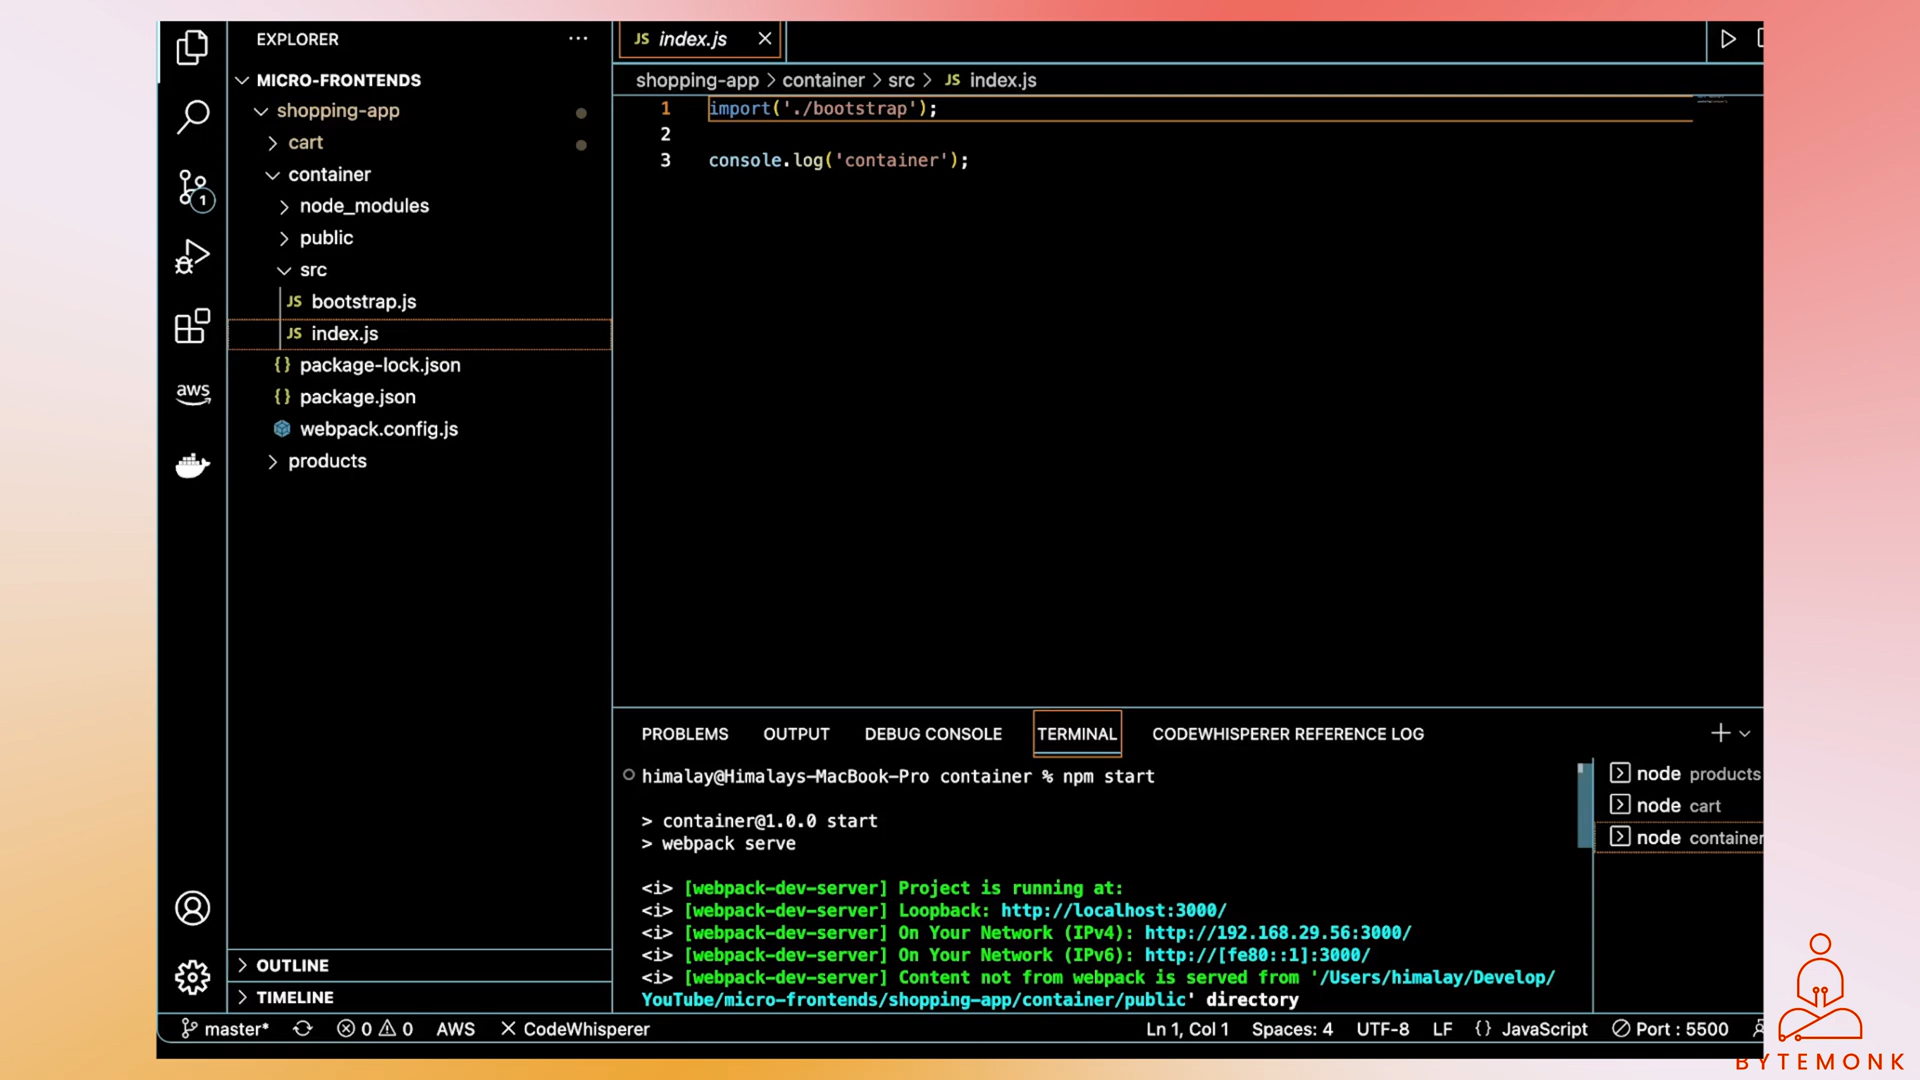 EXPLORER
MICRO-FRONTENDS
shopping-app
cart
container
node_modules
public
src
JS bootstrap.js
JS index.js
{} package-lock.json
{} package.json
webpack.config.js
products
OUTLINE
TIMELINE
1
aws
JS index.js
shopping-app > container > src > JS index.js
1 import('./bootstrap');
2
3 console.log('container');
PROBLEMS OUTPUT DEBUG CONSOLE TERMINAL CODEWHISPERER REFERENCE LOG
himalay@Himalays-MacBook-Pro container % npm start
> container@1.0.0 start
> webpack serve
<i> [webpack-dev-server] Project is running at:
<i> [webpack-dev-server] Loopback: http://localhost:3000/
<i> [webpack-dev-server] On Your Network (IPv4): http://192.168.29.56:3000/
<i> [webpack-dev-server] On Your Network (IPv6): http://[fe80::1]:3000/
<i> [webpack-dev-server] Content not from webpack is served from '/Users/himalay/Develop/
YouTube/micro-frontends/shopping-app/container/public' directory
node products
node cart
node container
master* 0 0 AWS CodeWhisperer Ln 1, Col 1 Spaces: 4 UTF-8 LF {} JavaScript Port : 5500
BYTEMONK